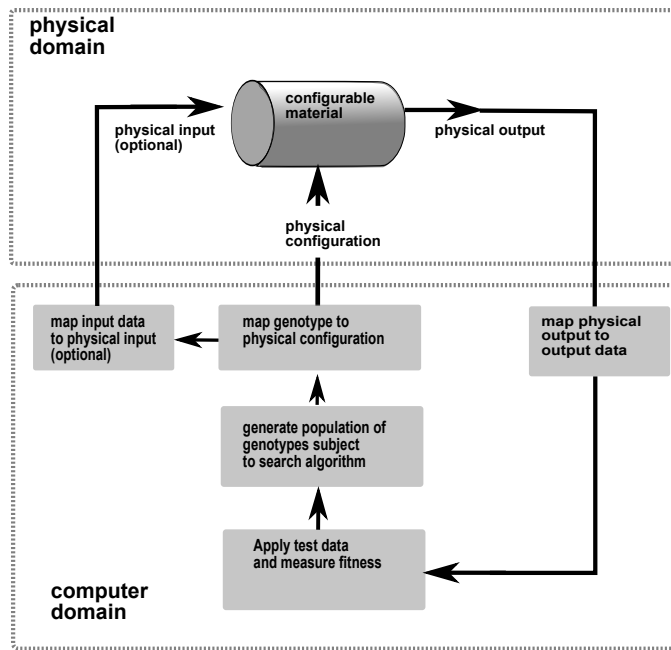 physical
domain
configurable
material
physical input
(optional)
physical output
physical
configuration
map input data
to physical input
(optional)
map genotype to
physical configuration
map physical
output to
output data
generate population of
genotypes subject
to search algorithm
Apply test data
and measure fitness
computer
domain